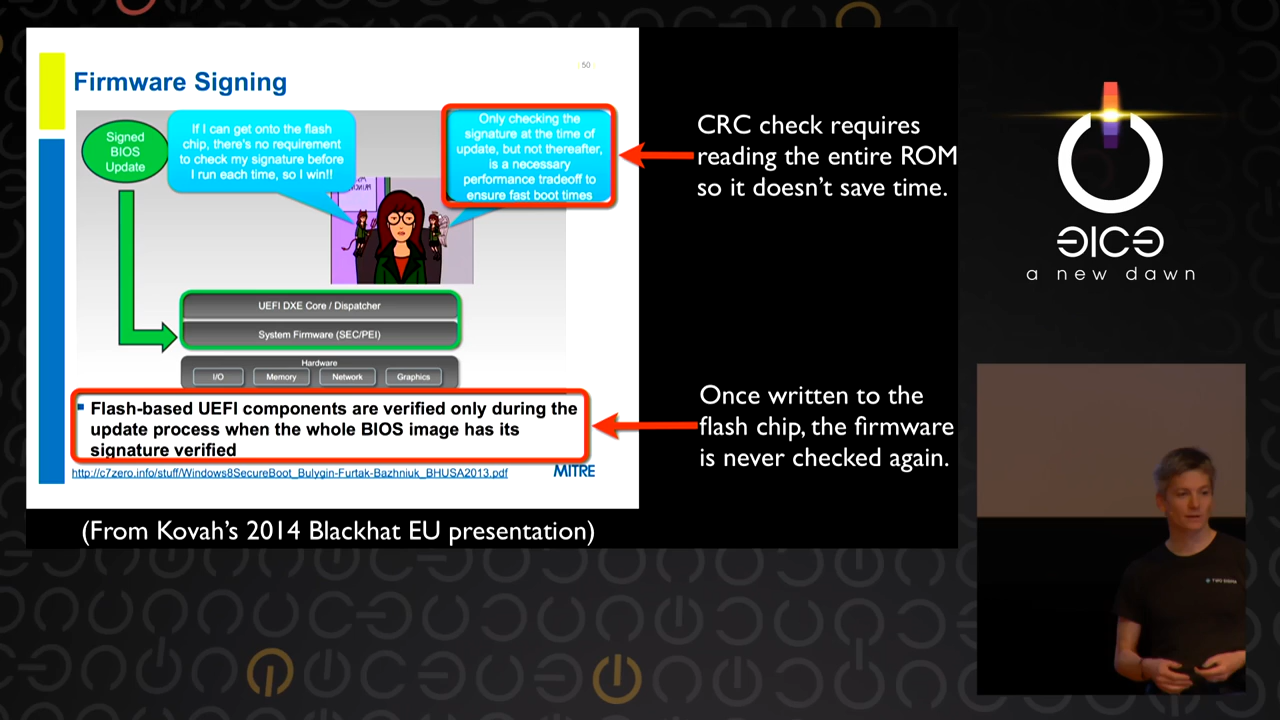 50
Firmware Signing
Signed
BIOS
Update
If I can get onto the flash
chip, there's no requirement
to check my signature before
I run each time, so I win!!
Only checking the
signature at the time of
update, but not thereafter,
is a necessary
performance tradeoff to
ensure fast boot times
CRC check requires
reading the entire ROM
so it doesn't save time.
UEFI DXE Core / Dispatcher
System Firmware (SEC/PEI)
Hardware
I/O
Memory
Network
Graphics
Flash-based UEFI components are verified only during the
update process when the whole BIOS image has its
signature verified
Once written to the
flash chip, the firmware
is never checked again.
http://c7zero.info/stuff/Windows8SecureBoot_Bulygin-Furtak-Bazhniuk_BHUSA2013.pdf
MITRE
(From Kovah's 2014 Blackhat EU presentation)
a new dawn
TWO SIGMA